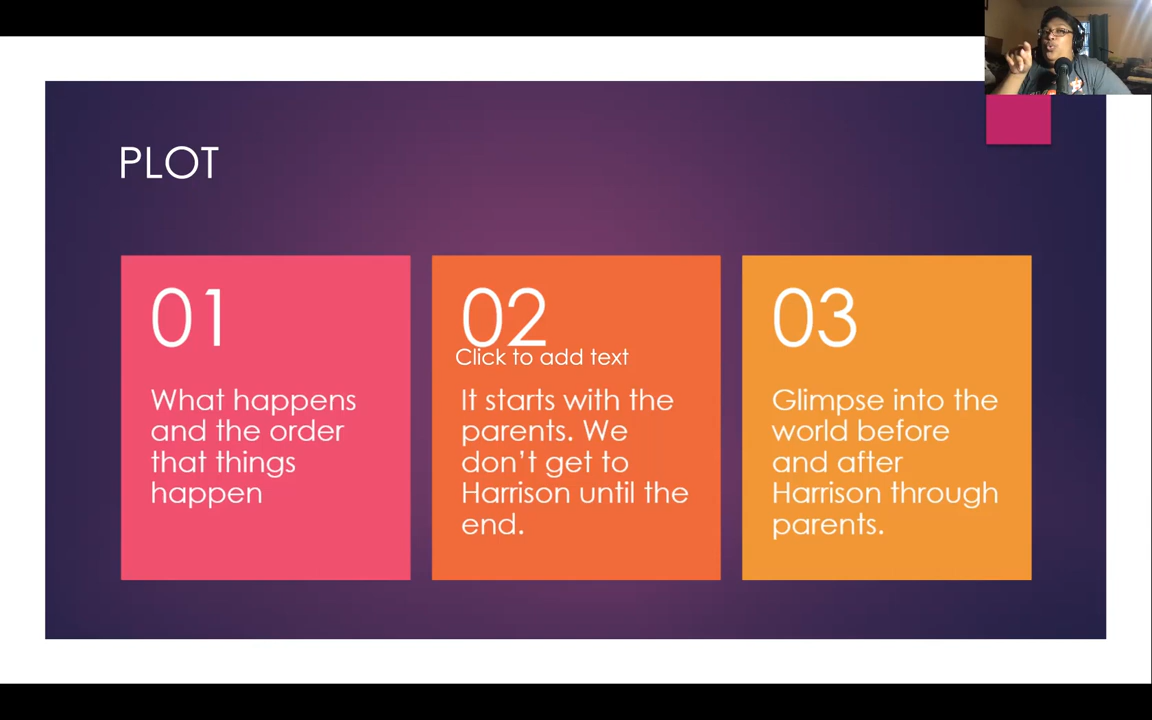 PLOT
01
What happens
and the order
that things
happen
02
Click to add text
It starts with the
parents. We
don’t get to
Harrison until the
end.
03
Glimpse into the
world before
and after
Harrison through
parents.